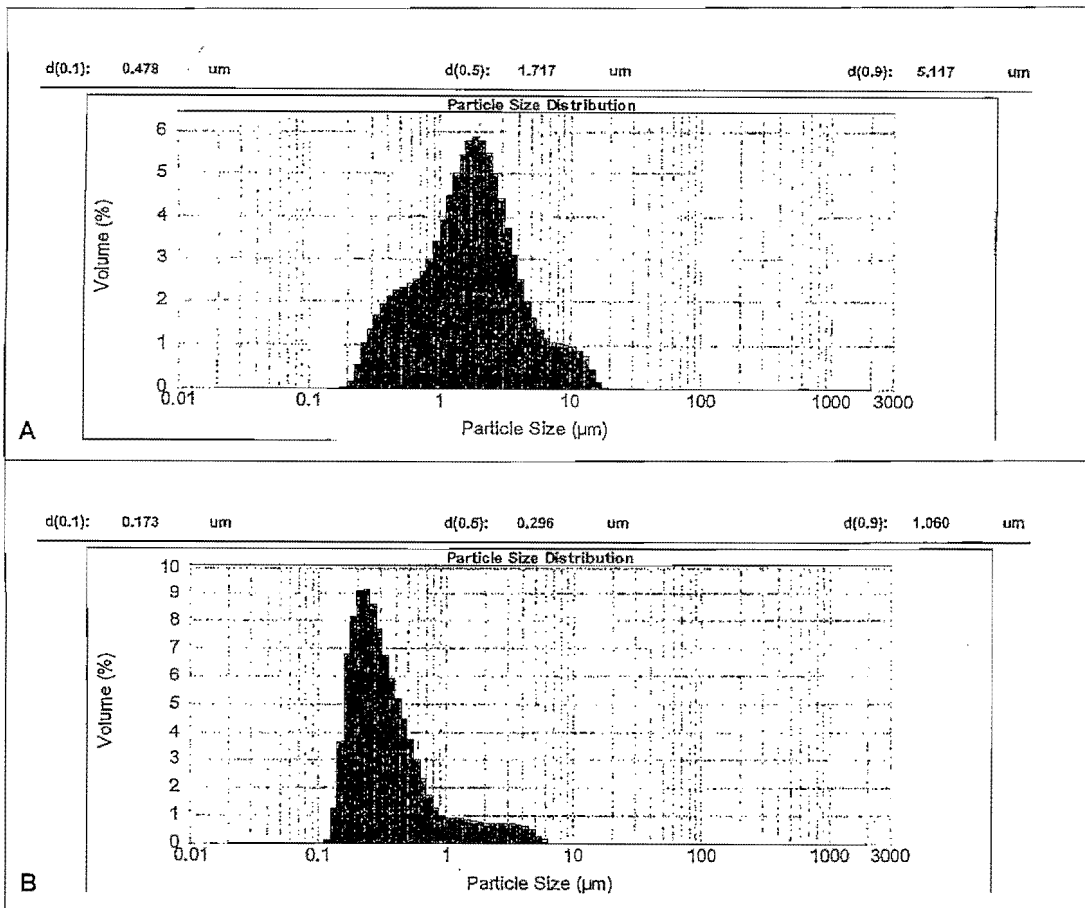 d(0.1): 0.478 um d(0.5): 1.717 um d(0.9): 5.117 um
Particle Size Distribution
6
5
4
3
2
1
0
Volume (%)
0.01 0.1 1 10 100 1000 3000
Particle Size (µm)
A
d(0.1): 0.173 um d(0.5): 0.296 um d(0.9): 1.060 um
Particle Size Distribution
10
9
8
7
6
5
4
3
2
1
0
Volume (%)
0.01 0.1 1 10 100 1000 3000
Particle Size (µm)
B